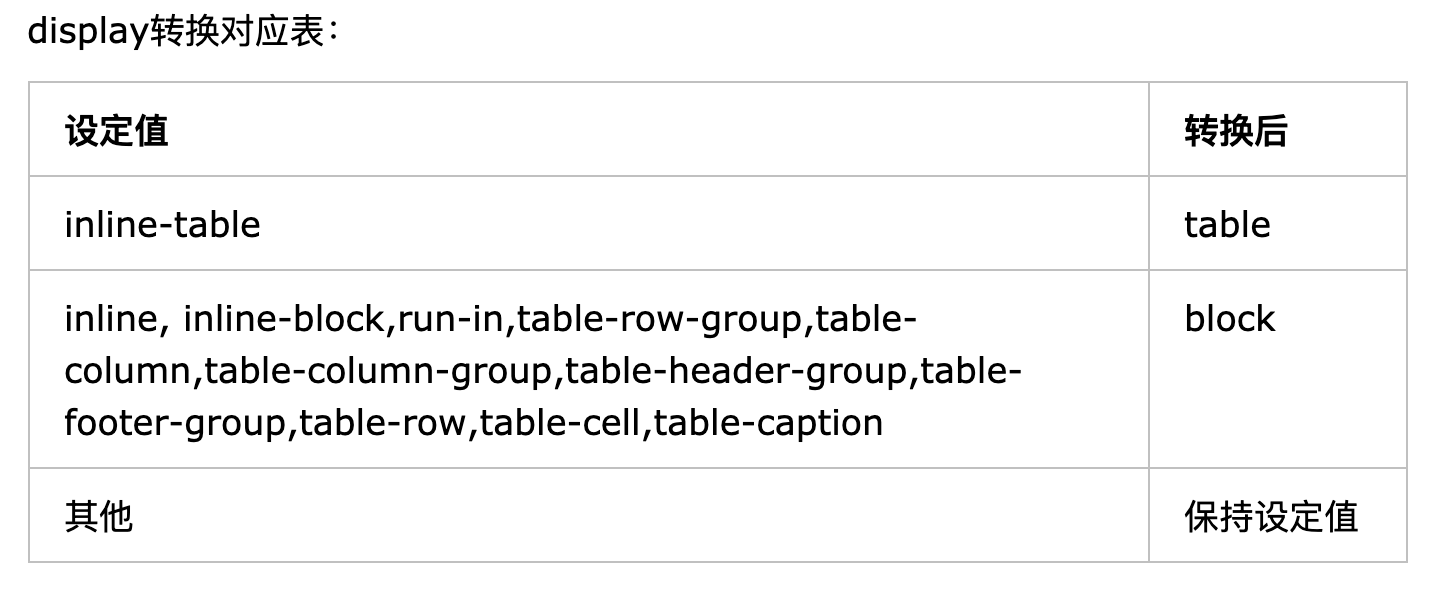 display转换对应表：
设定值 转换后
inline-table table
inline, inline-block,run-in,table-row-group,table- block
column,table-column-group,table-header-group,table-
footer-group,table-row,table-cell,table-caption
其他 保持设定值